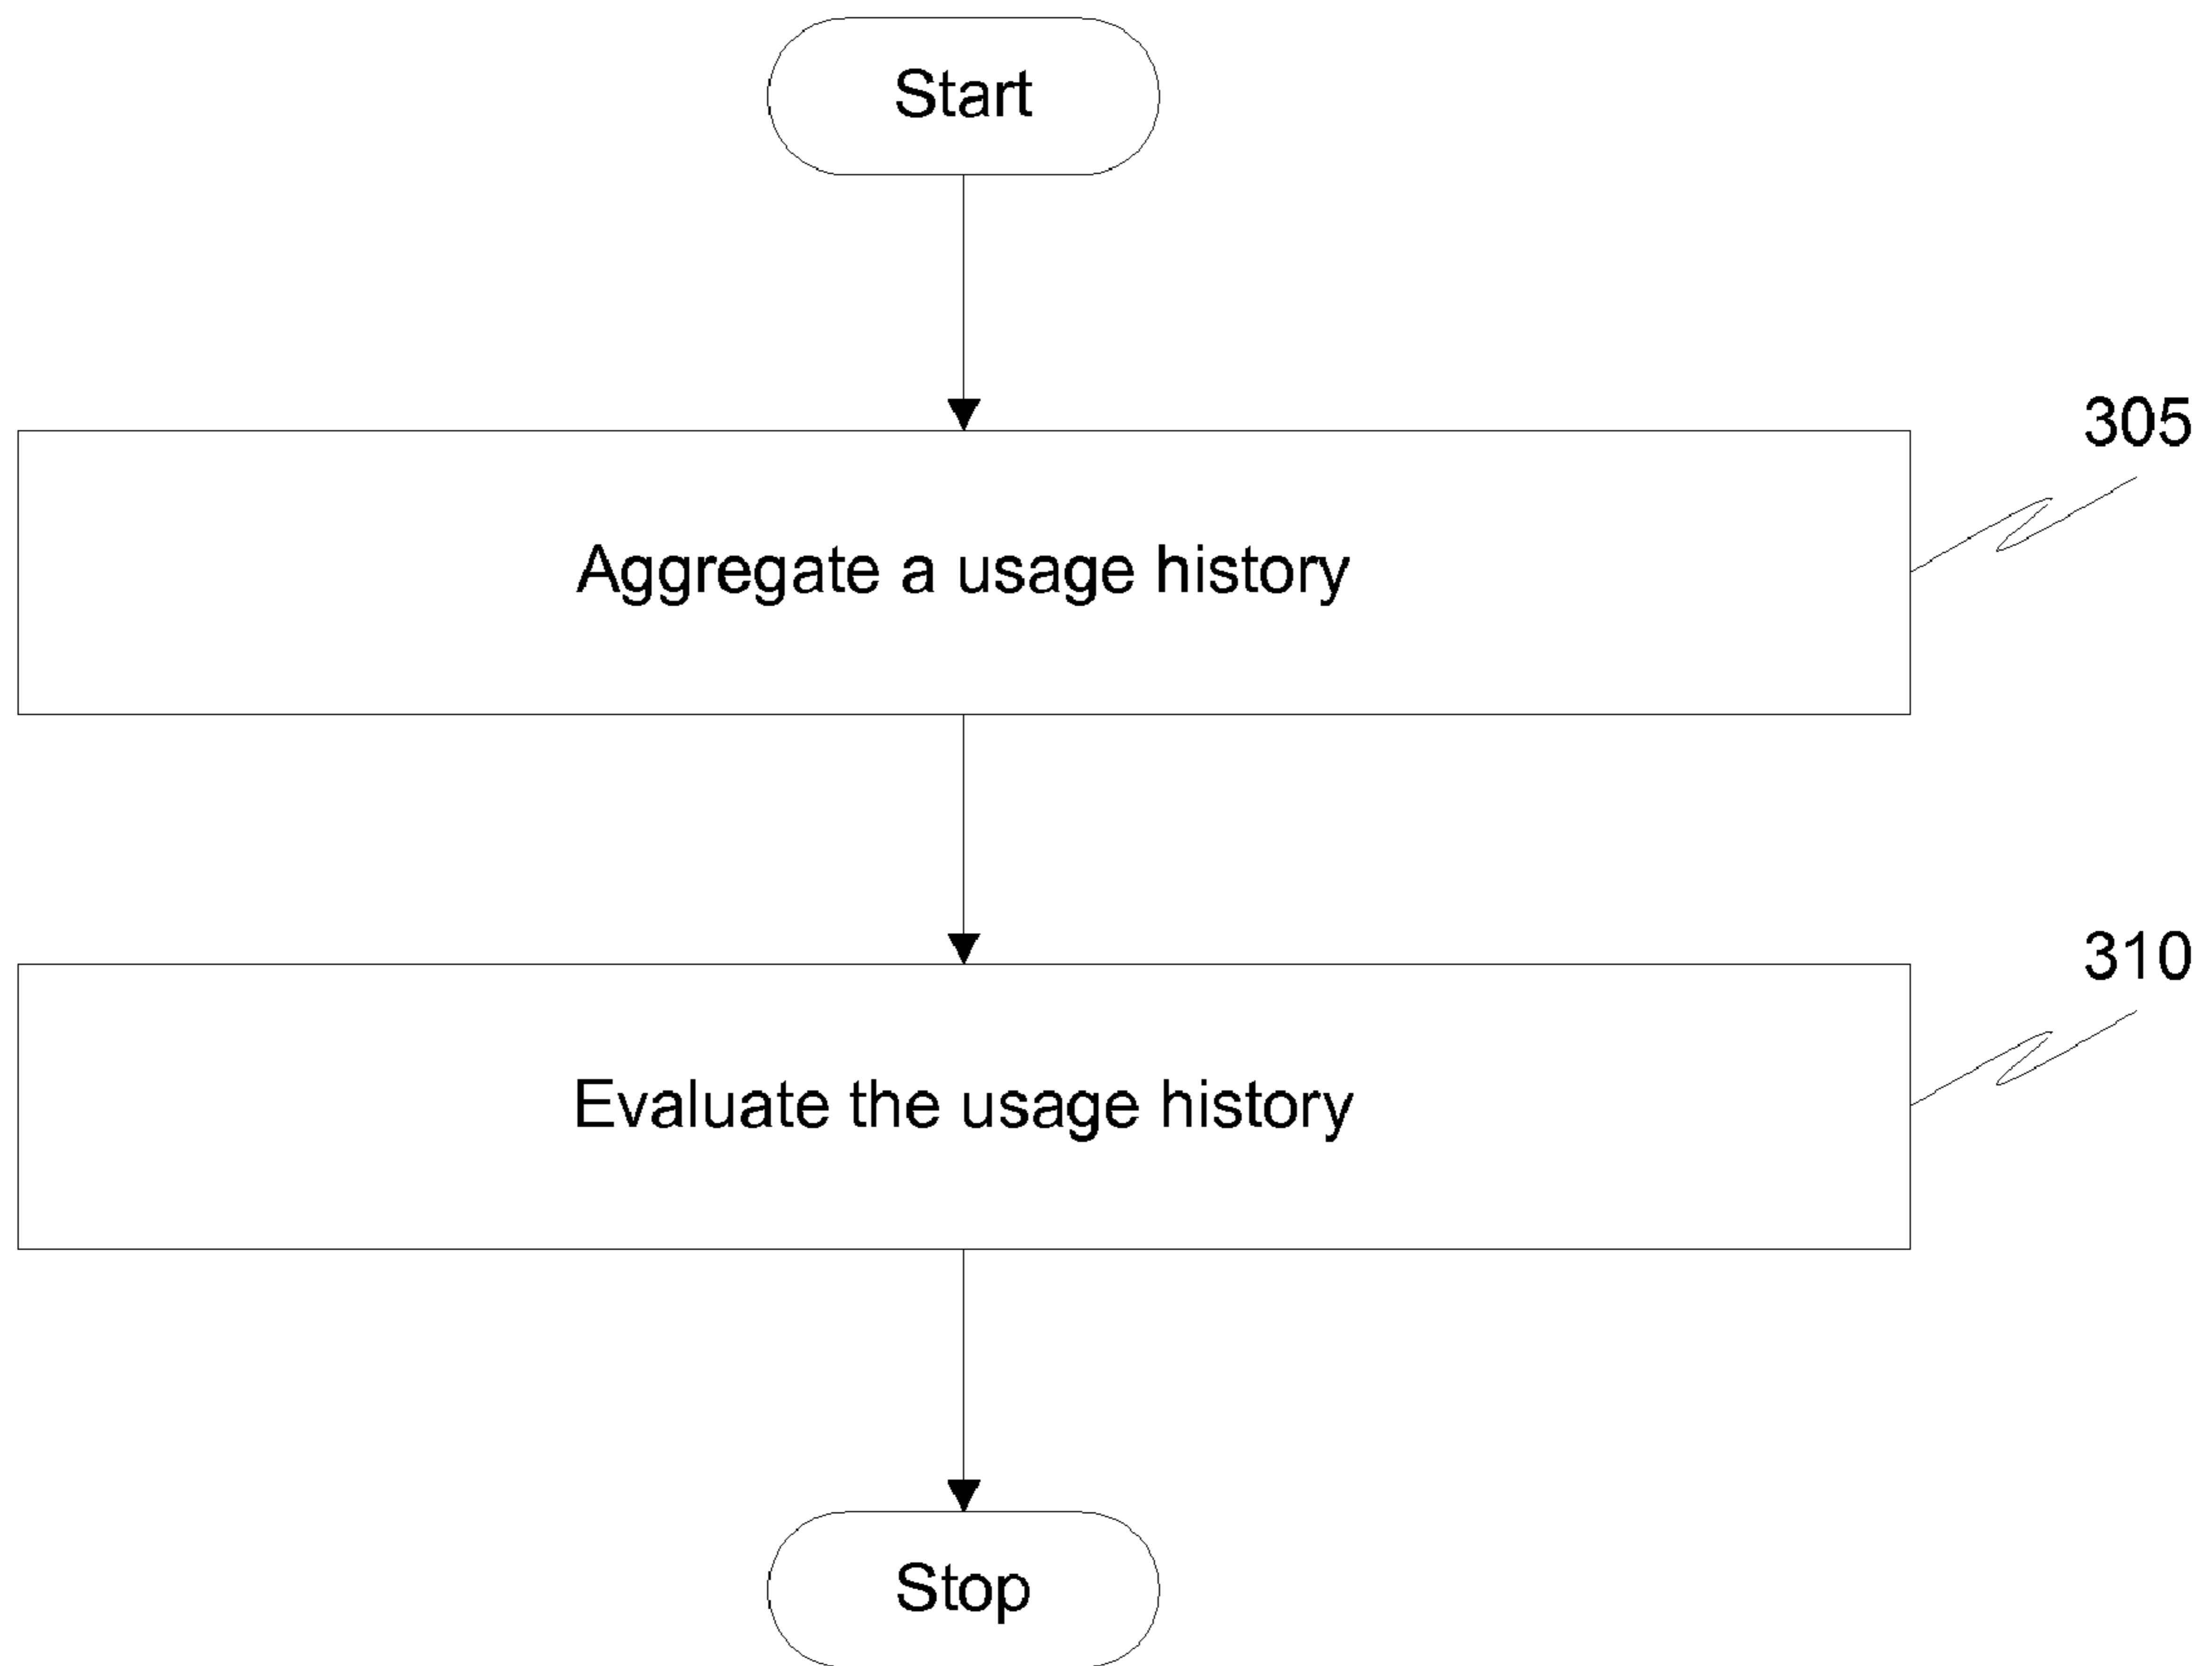 Start
305
Aggregate a usage history
310
Evaluate the usage history
Stop